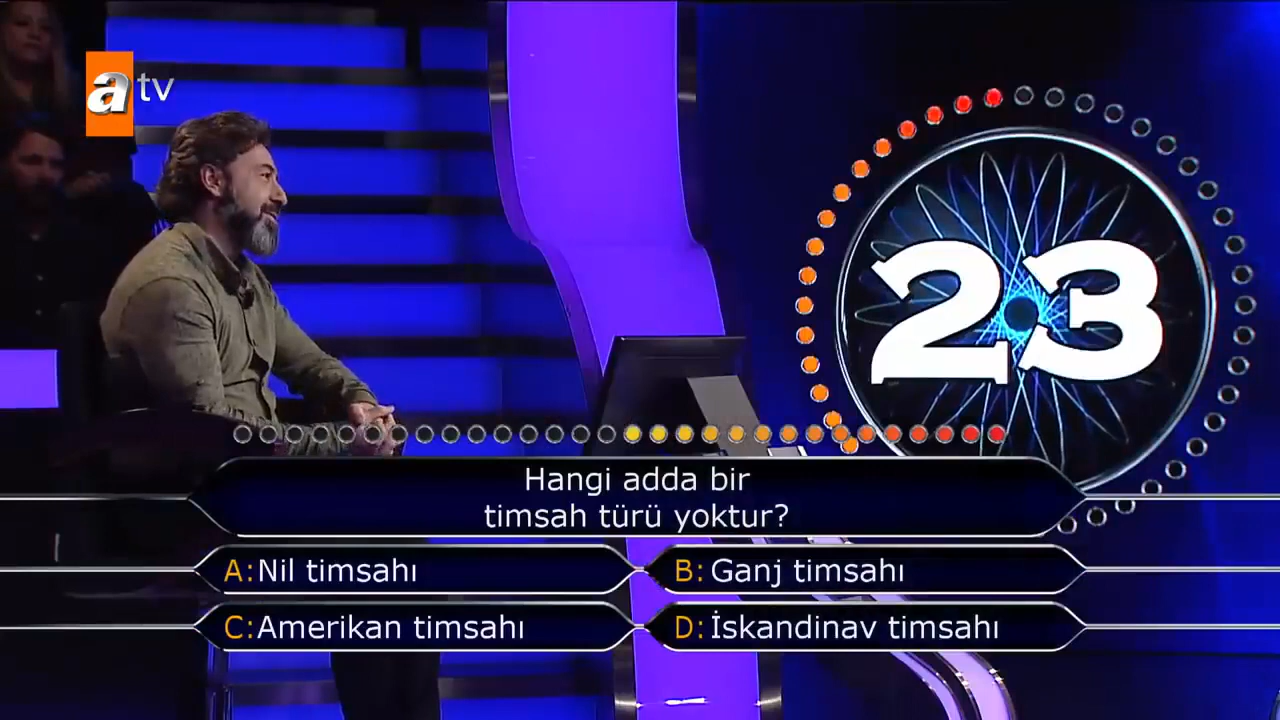 atv
23
Hangi adda bir
timsah türü yoktur?
A: Nil timsahı
B: Ganj timsahı
C: Amerikan timsahı
D: İskandinav timsahı